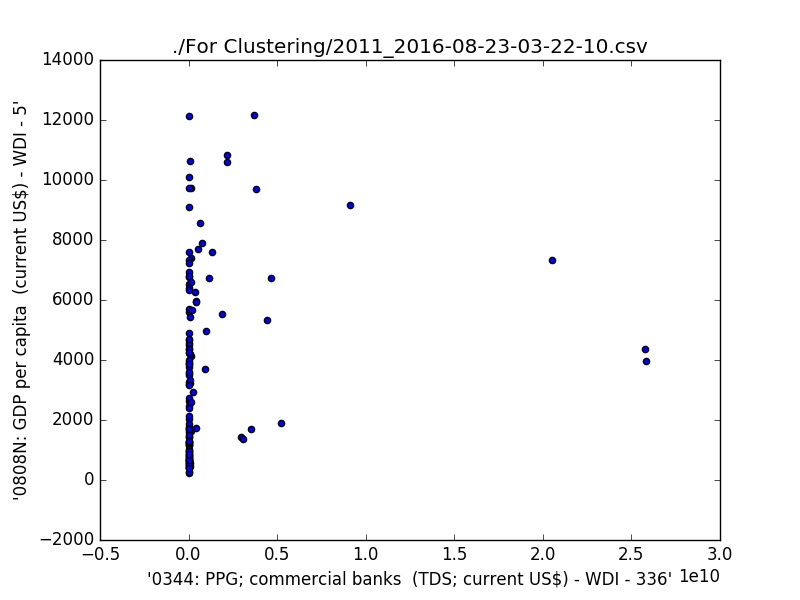 ./For Clustering/2011_2016-08-23-03-22-10.csv
14000
12000
10000
8000
6000
4000
2000
0
−2000
'0808N: GDP per capita  (current US$) - WDI - 5'
−0.5 0.0 0.5 1.0 1.5 2.0 2.5 3.0
1e10
'0344: PPG; commercial banks  (TDS; current US$) - WDI - 336'